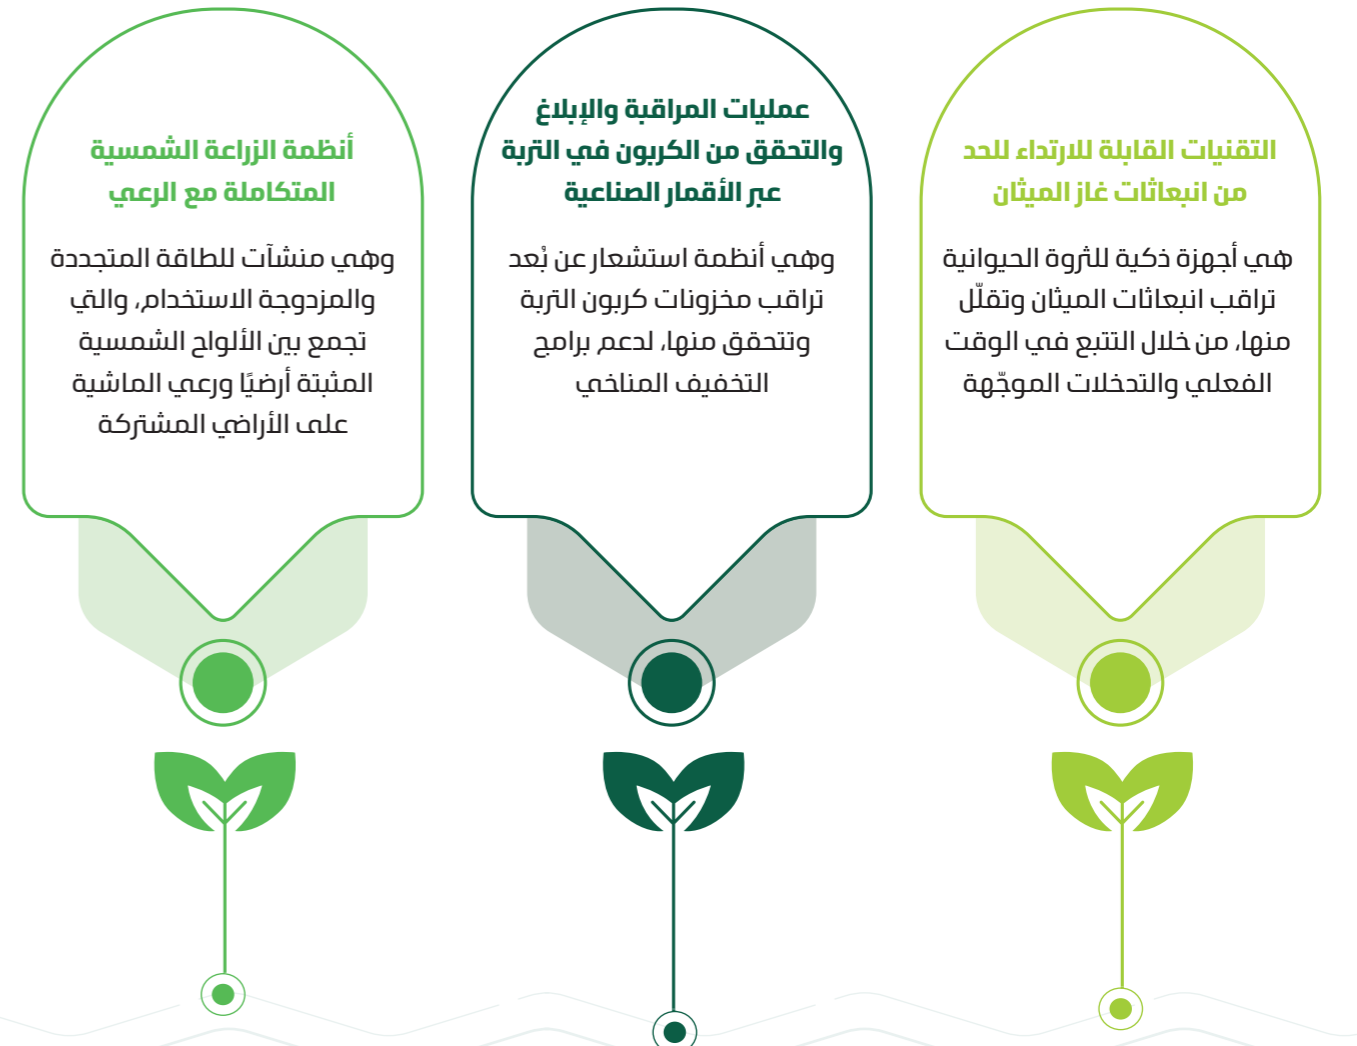 التقنيات القابلة للارتداء للحد
من انبعاثات غاز الميثان
هي أجهزة ذكية للثروة الحيوانية
تراقب انبعاثات الميثان وتقلّل
منها، من خلال التتبع في الوقت
الفعلي والتدخلات الموجّهة
عمليات المراقبة والإبلاغ
والتحقق من الكربون في التربة
عبر الأقمار الصناعية
وهي أنظمة استشعار عن بُعد
تراقب مخزونات كربون التربة
وتتحقق منها، لدعم برامج
التخفيف المناخي
أنظمة الزراعة الشمسية
المتكاملة مع الرعي
وهي منشآت للطاقة المتجددة
والمزدوجة الاستخدام، والتي
تجمع بين الألواح الشمسية
المثبتة أرضيًا ورعي الماشية
على الأراضي المشتركة